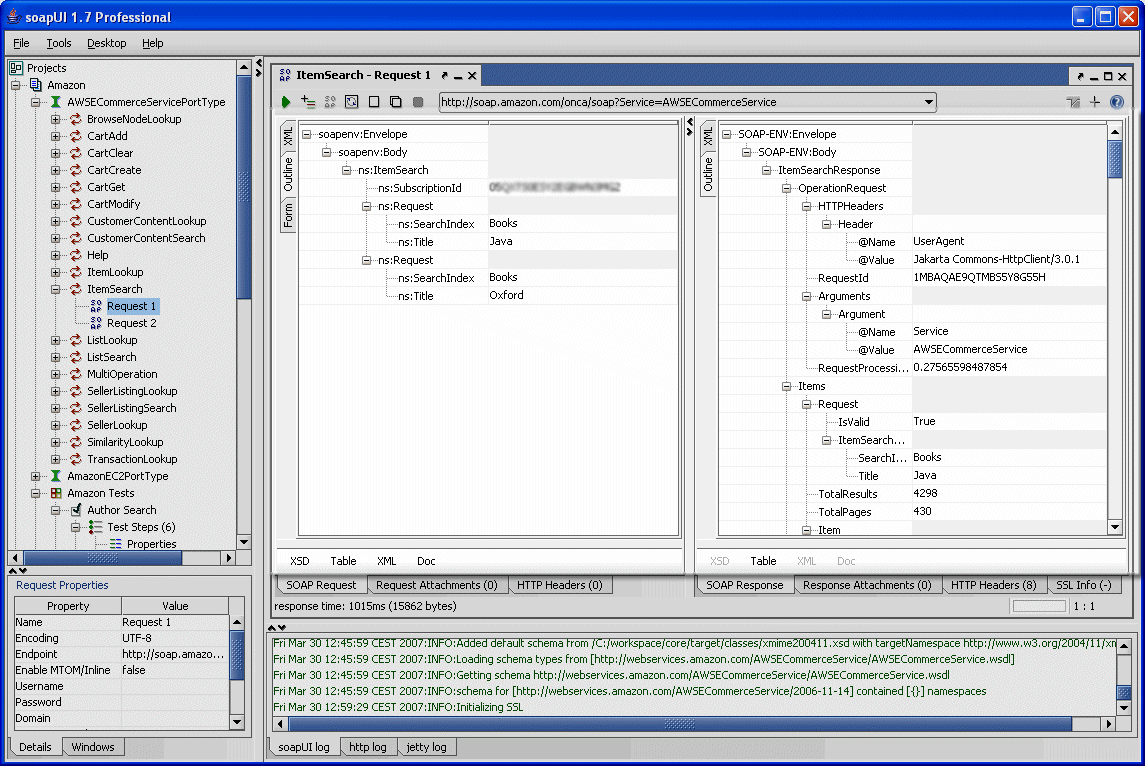 soapUI 1.7 Professional
File Tools Desktop Help
Projects
Amazon
AWSECommerceServicePortType
BrowseNodeLookup
CartAdd
CartClear
CartCreate
CartGet
CartModify
CustomerContentLookup
CustomerContentSearch
Help
ItemLookup
ItemSearch
Request 1
Request 2
ListLookup
ListSearch
MultiOperation
SellerListingLookup
SellerListingSearch
SellerLookup
SimilarityLookup
TransactionLookup
AmazonEC2PortType
Amazon Tests
Author Search
Test Steps (6)
Properties
Request Properties
Property Value
Name Request 1
Encoding UTF-8
Endpoint http://soap.amazo...
Enable MTOM/Inline false
Username
Password
Domain
Details Windows
ItemSearch - Request 1
http://soap.amazon.com/onca/soap?Service=AWSECommerceService
XML
Outline
Form
soapenv:Envelope
soapenv:Body
ns:ItemSearch
ns:SubscriptionId
ns:Request
ns:SearchIndex Books
ns:Title Java
ns:Request
ns:SearchIndex Books
ns:Title Oxford
XSD Table XML Doc
SOAP Request Request Attachments (0) HTTP Headers (0)
XML
Outline
SOAP-ENV:Envelope
SOAP-ENV:Body
ItemSearchResponse
OperationRequest
HTTPHeaders
Header
@Name UserAgent
@Value Jakarta Commons-HttpClient/3.0.1
RequestId 1MBAQAE9QTMBS5Y8G55H
Arguments
Argument
@Name Service
@Value AWSECommerceService
RequestProcessi... 0.27565598487854
Items
Request
IsValid True
ItemSearch...
SearchI... Books
Title Java
TotalResults 4298
TotalPages 430
Item
XSD Table XML Doc
SOAP Response Response Attachments (0) HTTP Headers (8) SSL Info (-)
response time: 1015ms (15862 bytes) 1 : 1
Fri Mar 30 12:45:59 CEST 2007:INFO:Added default schema from /C:/workspace/core/target/classes/xmime200411.xsd with targetNamespace http://www.w3.org/2004/11/xn
Fri Mar 30 12:45:59 CEST 2007:INFO:Loading schema types from [http://webservices.amazon.com/AWSECommerceService/AWSECommerceService.wsdl]
Fri Mar 30 12:45:59 CEST 2007:INFO:Getting schema http://webservices.amazon.com/AWSECommerceService/AWSECommerceService.wsdl
Fri Mar 30 12:45:59 CEST 2007:INFO:schema for [http://webservices.amazon.com/AWSECommerceService/2006-11-14] contained [{}] namespaces
Fri Mar 30 12:59:29 CEST 2007:INFO:Initializing SSL
soapUI log http log jetty log